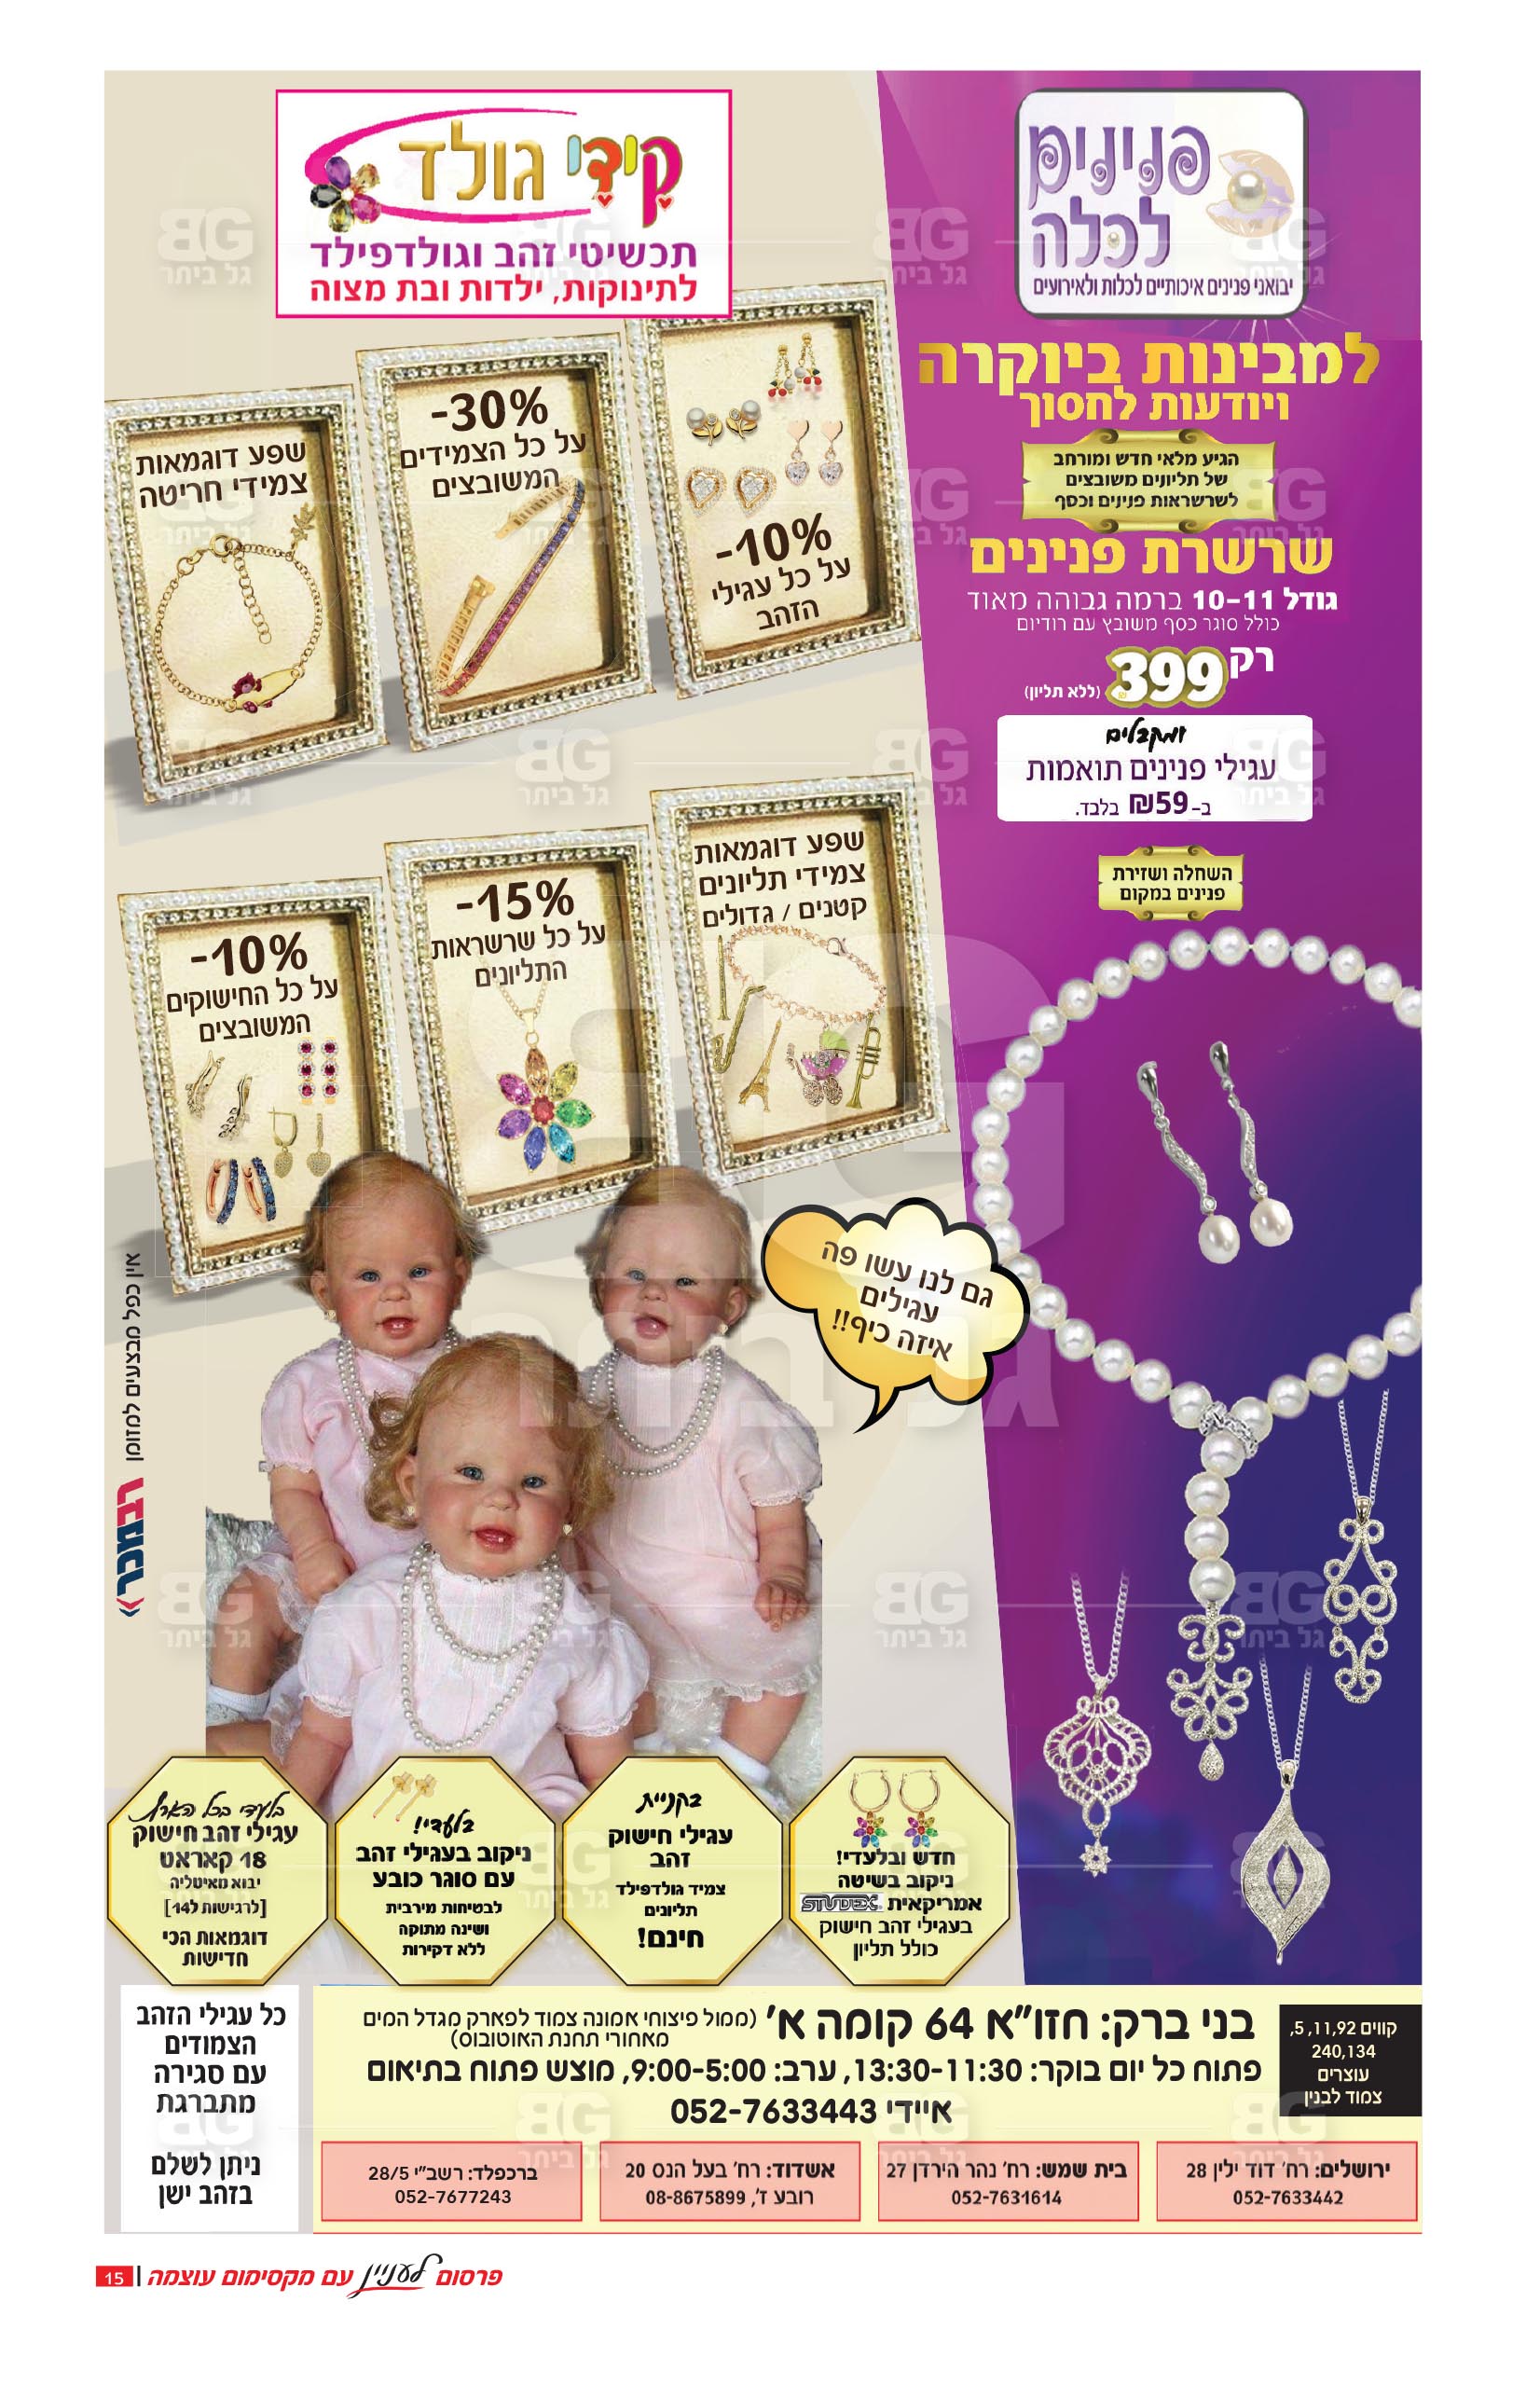 פנינים
לכלה
יבואני פנינים איכותיים לכלות ולאירועים
למבינות ביוקרה
ויודעות לחסוך
הגיע מלאי חדש ומורחב
של תליונים משובצים
לשרשראות פנינים וכסף
שרשרת פנינים
גודל 10-11 ברמה גבוהה מאוד
כולל סוגר כסף משובץ עם רודיום
רק 399 ₪ (ללא תליון)
ומקבלים
עגילי פנינים תואמות
ב-59₪ בלבד.
השחלה ושזירת
פנינים במקום
קידי גולד
תכשיטי זהב וגולדפילד
לתינוקות, ילדות ובת מצוה
-10%
על כל עגילי
הזהב
-30%
על כל הצמידים
המשובצים
שפע דוגמאות
צמידי חריטה
שפע דוגמאות
צמידי תליונים
קטנים / גדולים
-15%
על כל שרשראות
התליונים
-10%
על כל החישוקים
המשובצים
גם לנו עשו פה
עגילים
איזה כיף!!
אין כפל מבצעים למזומן
רבמכר
חדש ובלעדי!
ניקוב בשיטה
אמריקאית STUDEX
בעגילי זהב חישוק
כולל תליון
בקניית
עגילי חישוק
זהב
צמיד גולדפילד
תליונים
חינם!
בלעדי!
ניקוב בעגילי זהב
עם סוגר כובע
לבטיחות מירבית
ושינה מתוקה
ללא דקירות
בלעדי בכל הארץ
עגילי זהב חישוק
18 קאראט
יבוא מאיטליה
[לרגישות ל14]
דוגמאות הכי
חדישות
קווים 11,92, 5,
240,134
עוצרים
צמוד לבנין
בני ברק: חזו"א 64 קומה א' (ממול פיצוחי אמונה צמוד לפארק מגדל המים
מאחורי תחנת האוטובוס)
פתוח כל יום בוקר: 13:30-11:30, ערב: 9:00-5:00, מוצש פתוח בתיאום
איידי 052-7633443
ירושלים: רח' דוד ילין 28
052-7633442
בית שמש: רח' נהר הירדן 27
052-7631614
אשדוד: רח' בעל הנס 20
רובע ז', 08-8675899
ברכפלד: רשב"י 28/5
052-7677243
כל עגילי הזהב
הצמודים
עם סגירה
מתברגת
ניתן לשלם
בזהב ישן
פרסום לעניין עם מקסימום עוצמה | 15
BG
גל ביתר